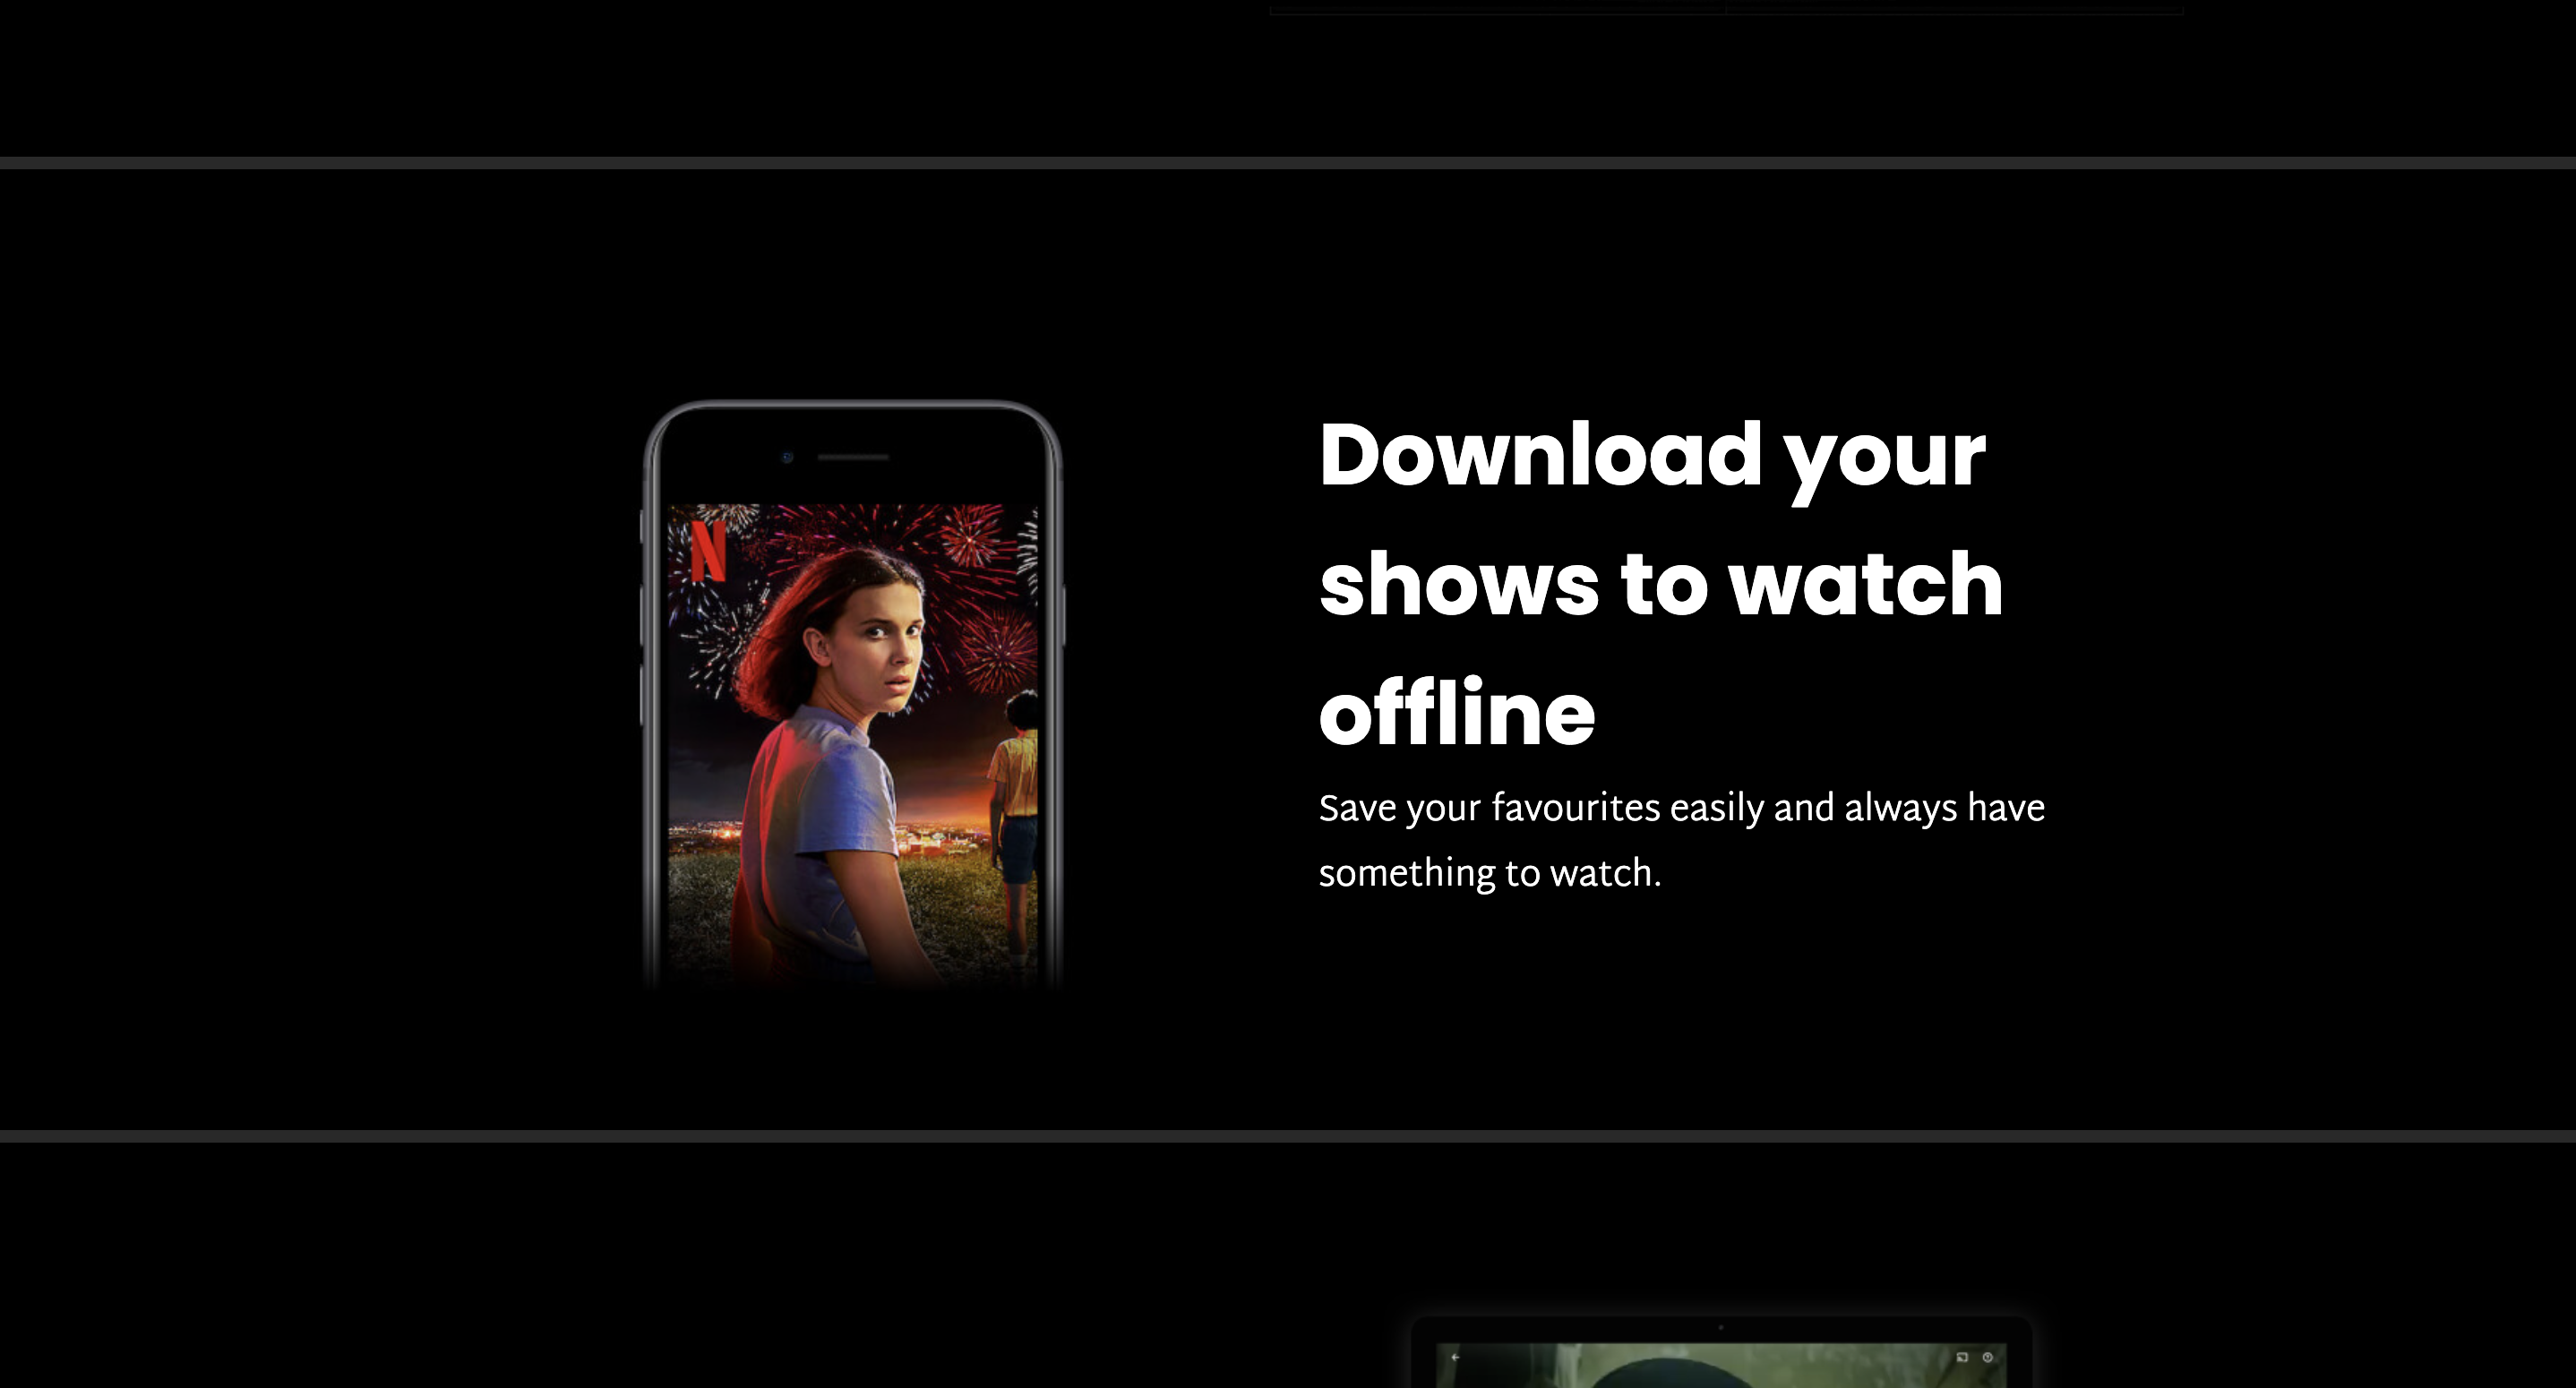 N
Download your
shows to watch
offline
Save your favourites easily and always have
something to watch.